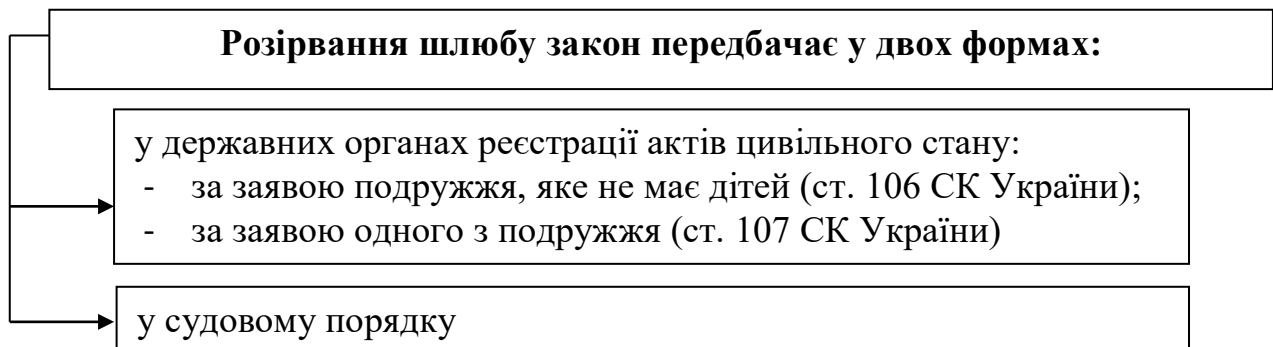 Розірвання шлюбу закон передбачає у двох формах:
у державних органах реєстрації актів цивільного стану:
- за заявою подружжя, яке не має дітей (ст. 106 СК України);
- за заявою одного з подружжя (ст. 107 СК України)
у судовому порядку